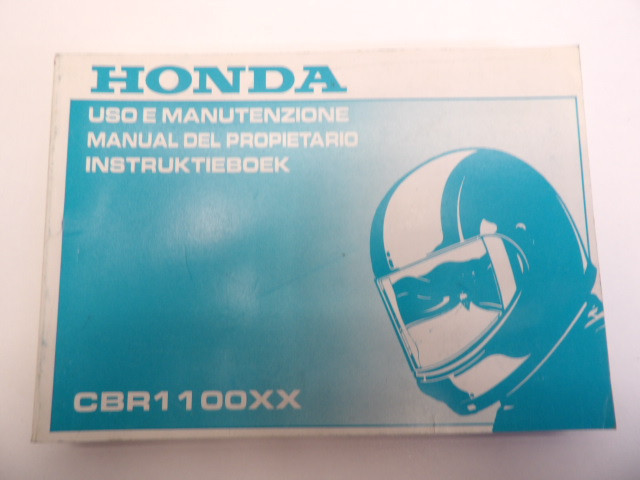 HONDA
USO E MANUTENZIONE
MANUAL DEL PROPIETARIO
INSTRUKTIEBOEK
CBR1100XX